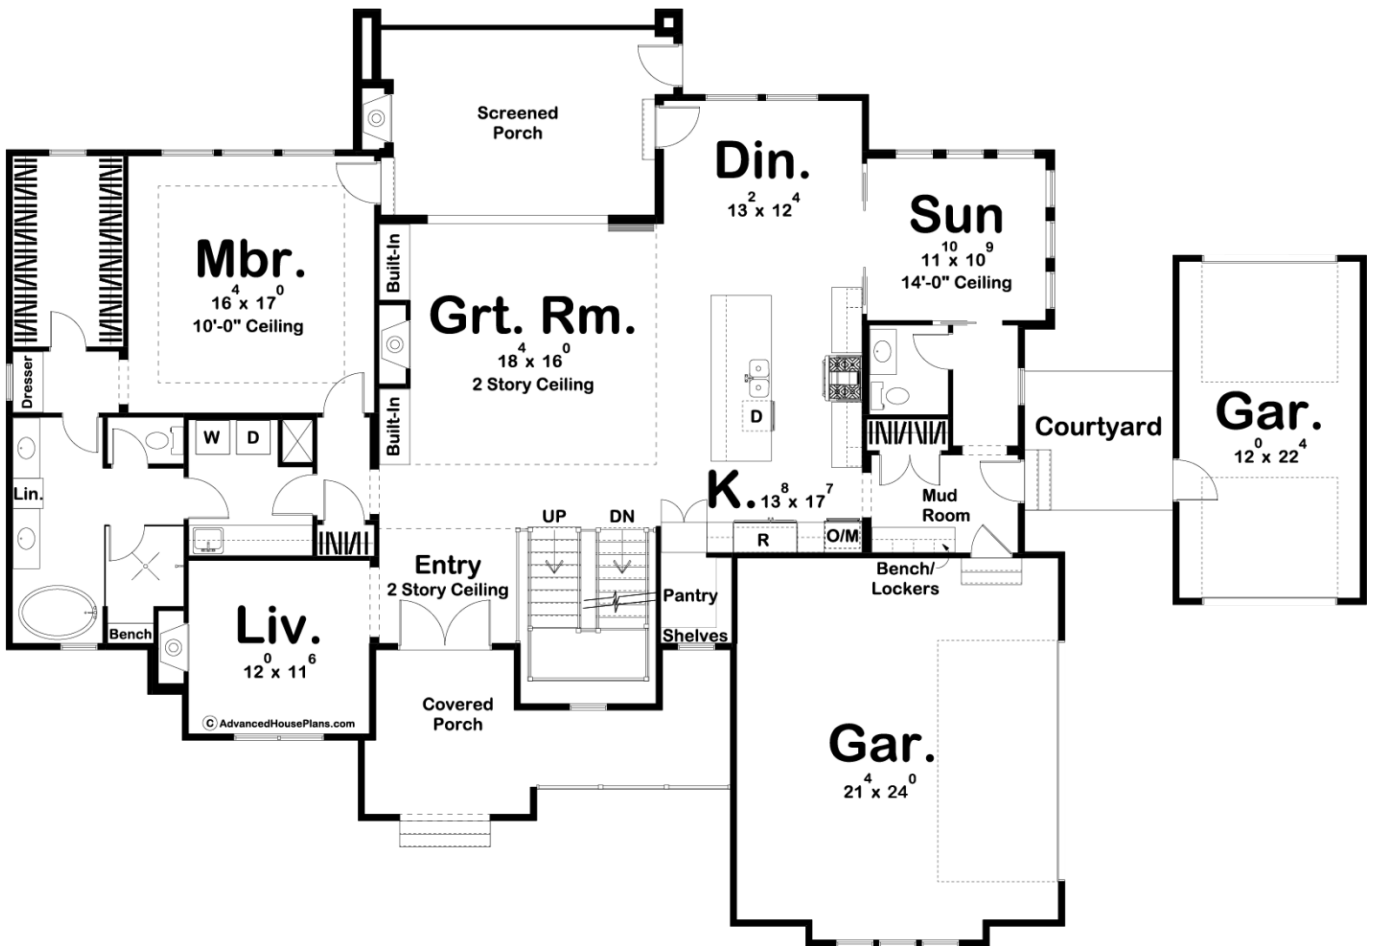 Screened
Porch
Din.
13² x 12⁴
Sun
11¹⁰ x 10⁹
14'-0" Ceiling
Mbr.
16⁴ x 17⁰
10'-0" Ceiling
Built-In
Grt. Rm.
18⁴ x 16⁰
2 Story Ceiling
Built-In
Dresser
W
D
D
Courtyard
Gar.
12⁰ x 22⁴
Lin.
K. 13⁸ x 17⁷
Mud
Room
UP
DN
R
O/M
Entry
2 Story Ceiling
Bench/
Lockers
Pantry
Shelves
Bench
Liv.
12⁰ x 11⁶
© AdvancedHousePlans.com
Covered
Porch
Gar.
21⁴ x 24⁰